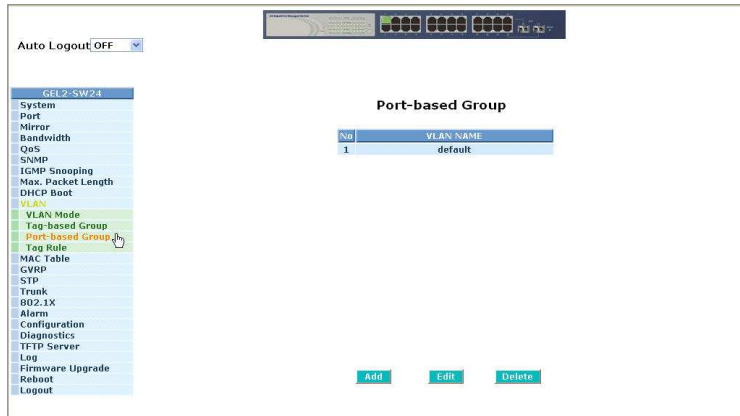 Auto Logout OFF
GEL2-SW24
System
Port
Mirror
Bandwidth
QoS
SNMP
IGMP Snooping
Max. Packet Length
DHCP Boot
VLAN
VLAN Mode
Tag-based Group
Port-based Group
Tag Rule
MAC Table
GVRP
STP
Trunk
802.1X
Alarm
Configuration
Diagnostics
TFTP Server
Log
Firmware Upgrade
Reboot
Logout
Port-based Group
No VLAN NAME
1 default
Add Edit Delete